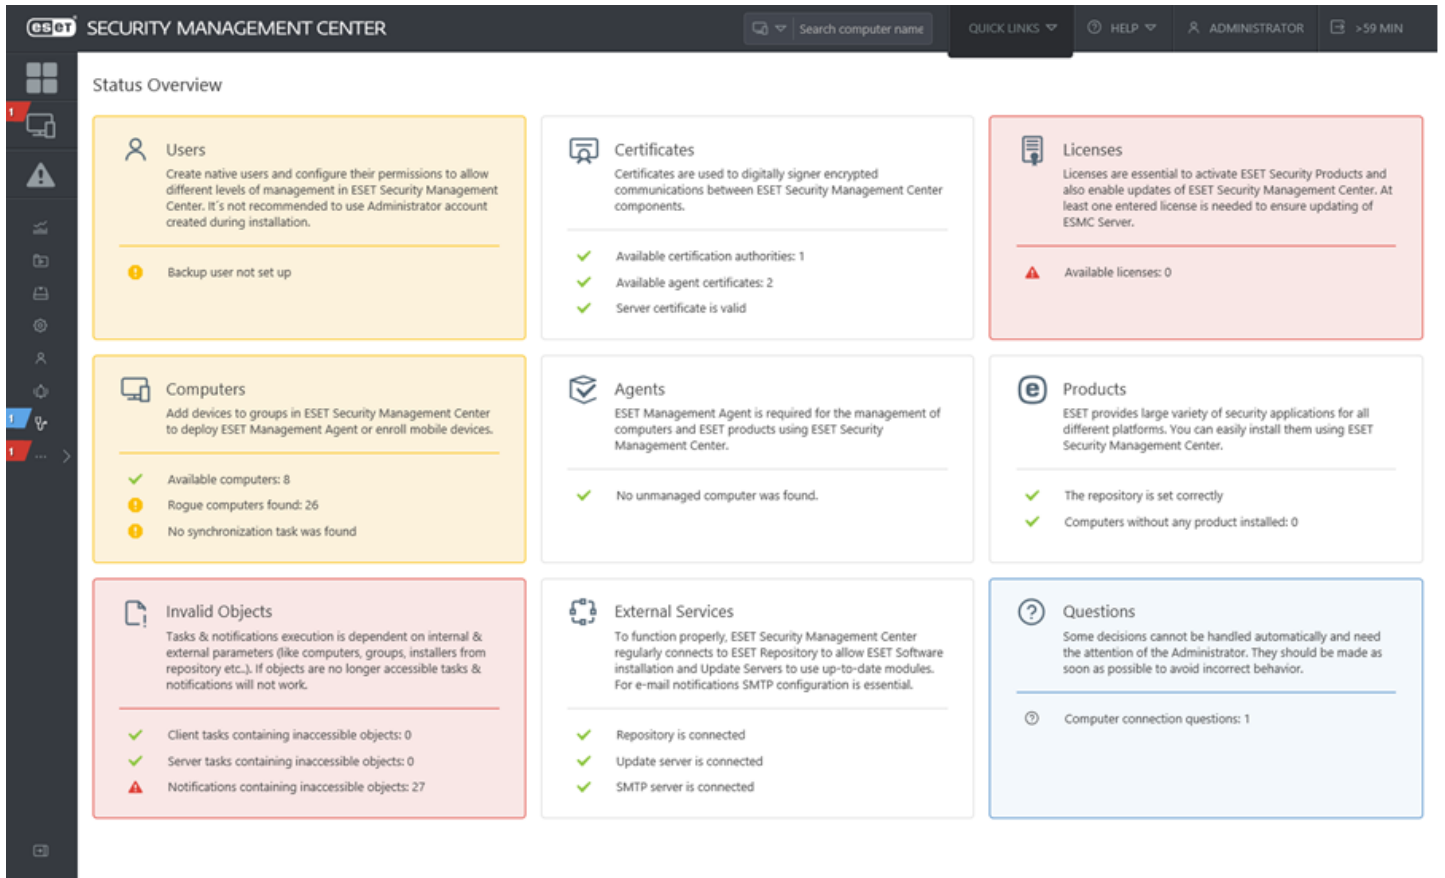 eset SECURITY MANAGEMENT CENTER
Search computer name
QUICK LINKS
HELP
ADMINISTRATOR
>59 MIN
1
1
1
...
Status Overview
Users
Create native users and configure their permissions to allow
different levels of management in ESET Security Management
Center. It´s not recommended to use Administrator account
created during installation.
Backup user not set up
Certificates
Certificates are used to digitally signer encrypted
communications between ESET Security Management Center
components.
Available certification authorities: 1
Available agent certificates: 2
Server certificate is valid
Licenses
Licenses are essential to activate ESET Security Products and
also enable updates of ESET Security Management Center. At
least one entered license is needed to ensure updating of
ESMC Server.
Available licenses: 0
Computers
Add devices to groups in ESET Security Management Center
to deploy ESET Management Agent or enroll mobile devices.
Available computers: 8
Rogue computers found: 26
No synchronization task was found
Agents
ESET Management Agent is required for the management of
computers and ESET products using ESET Security
Management Center.
No unmanaged computer was found.
Products
ESET provides large variety of security applications for all
different platforms. You can easily install them using ESET
Security Management Center.
The repository is set correctly
Computers without any product installed: 0
Invalid Objects
Tasks & notifications execution is dependent on internal &
external parameters (like computers, groups, installers from
repository etc..). If objects are no longer accessible tasks &
notifications will not work.
Client tasks containing inaccessible objects: 0
Server tasks containing inaccessible objects: 0
Notifications containing inaccessible objects: 27
External Services
To function properly, ESET Security Management Center
regularly connects to ESET Repository to allow ESET Software
installation and Update Servers to use up-to-date modules.
For e-mail notifications SMTP configuration is essential.
Repository is connected
Update server is connected
SMTP server is connected
Questions
Some decisions cannot be handled automatically and need
the attention of the Administrator. They should be made as
soon as possible to avoid incorrect behavior.
Computer connection questions: 1